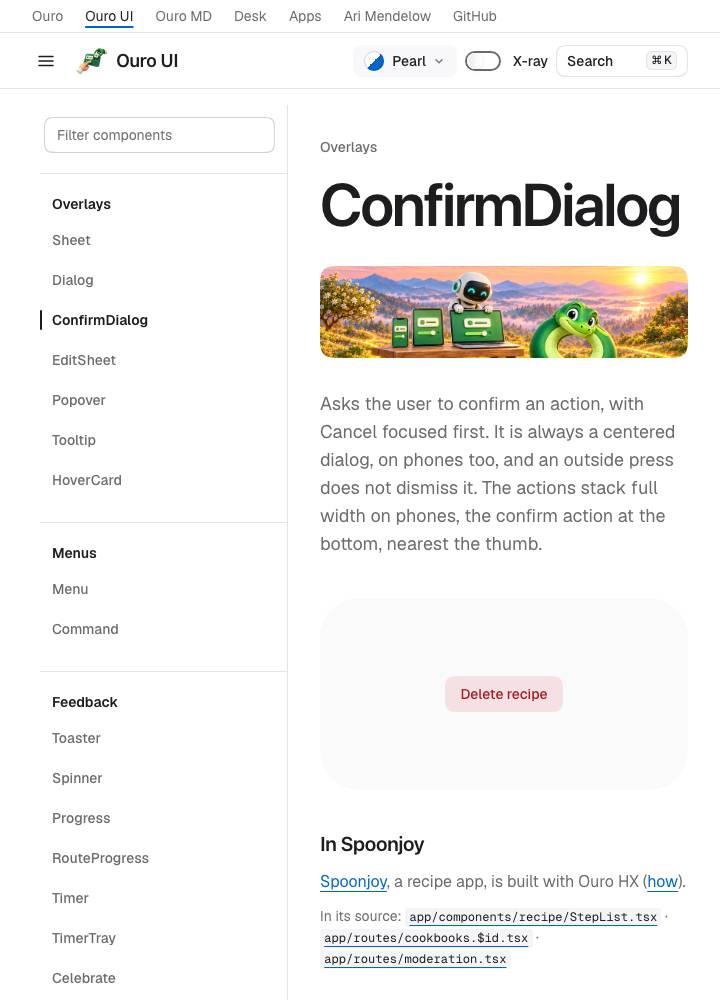 Ouro
Ouro UI
Ouro MD
Desk
Apps
Ari Mendelow
GitHub
Ouro UI
Pearl
X-ray
Search
⌘ K
Filter components
Overlays
Sheet
Dialog
ConfirmDialog
EditSheet
Popover
Tooltip
HoverCard
Menus
Menu
Command
Feedback
Toaster
Spinner
Progress
RouteProgress
Timer
TimerTray
Celebrate
Overlays
ConfirmDialog
Asks the user to confirm an action, with
Cancel focused first. It is always a centered
dialog, on phones too, and an outside press
does not dismiss it. The actions stack full
width on phones, the confirm action at the
bottom, nearest the thumb.
Delete recipe
In Spoonjoy
Spoonjoy, a recipe app, is built with Ouro HX (how).
In its source: app/components/recipe/StepList.tsx ·
app/routes/cookbooks.$id.tsx ·
app/routes/moderation.tsx